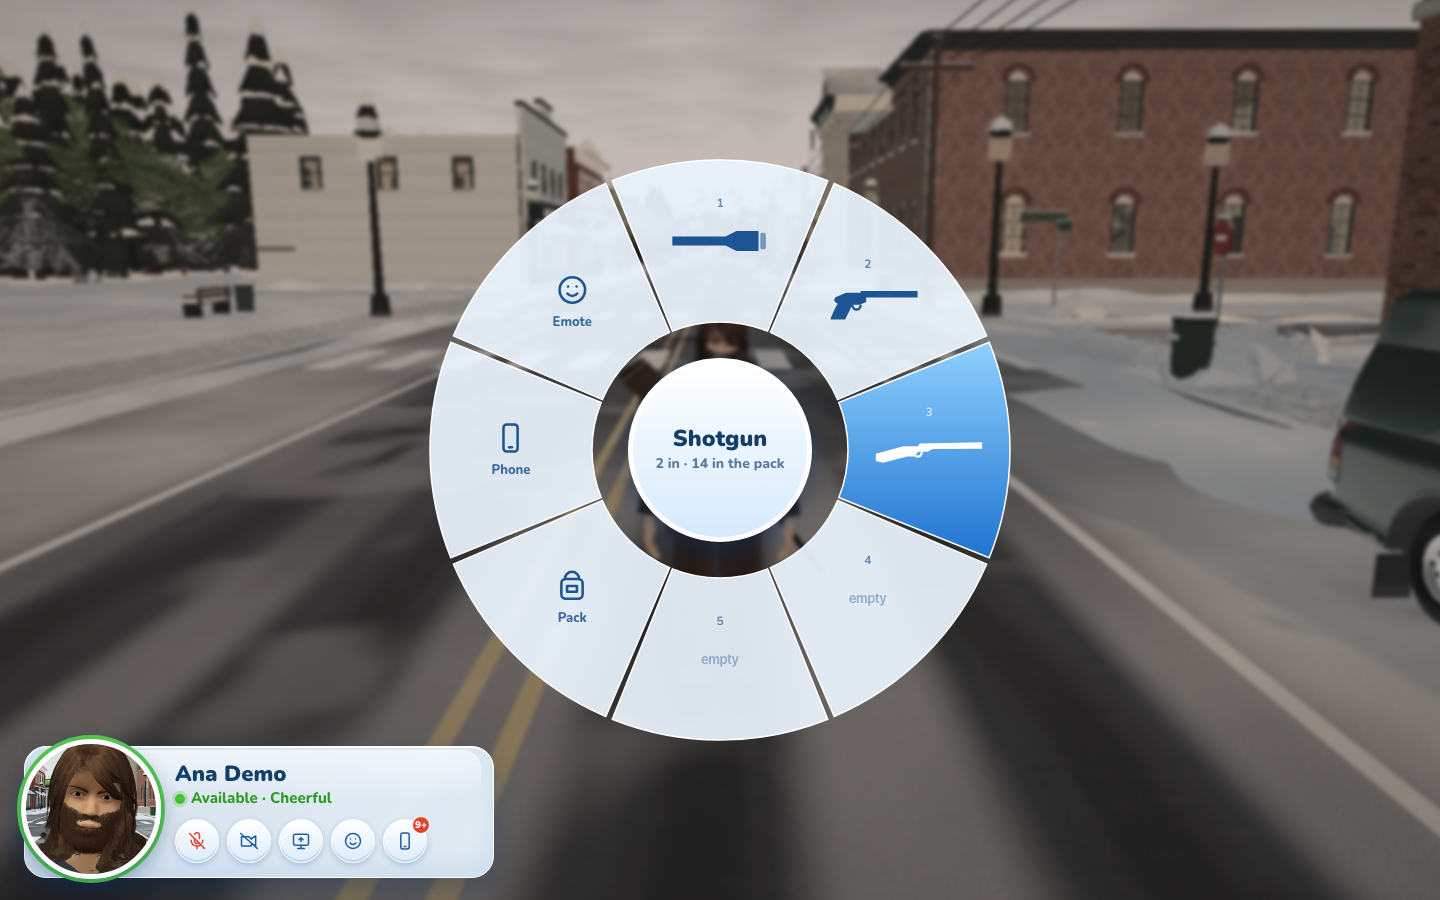 1
2
Emote
3
Phone
Shotgun
2 in · 14 in the pack
4
empty
Pack
5
empty
Ana Demo
Available · Cheerful
9+